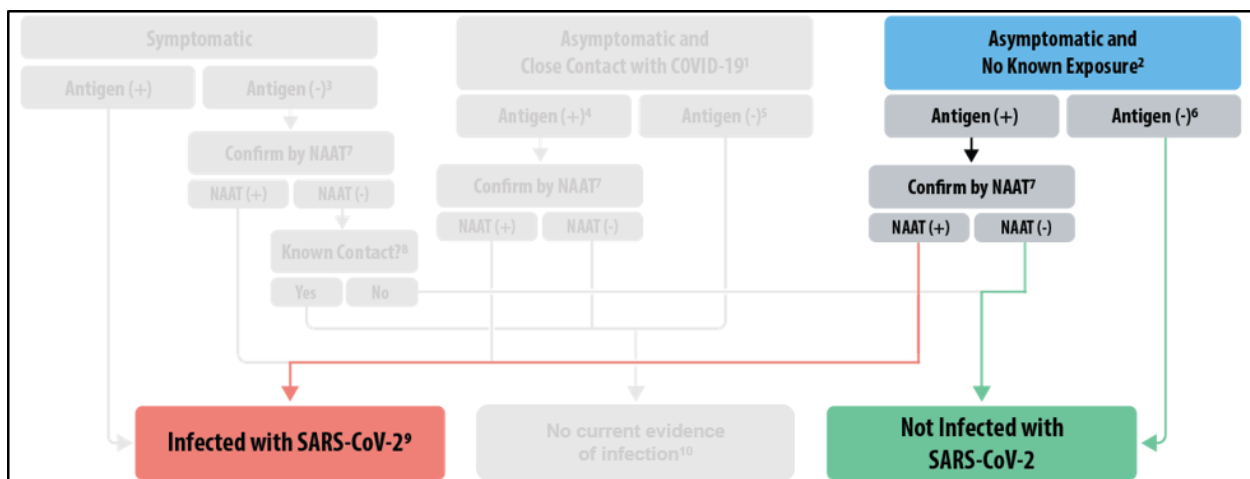 Symptomatic
Asymptomatic and
Close Contact with COVID-19¹
Asymptomatic and
No Known Exposure²
Antigen (+)
Antigen (-)³
Antigen (+)⁴
Antigen (-)⁵
Antigen (+)
Antigen (-)⁶
Confirm by NAAT⁷
Confirm by NAAT⁷
Confirm by NAAT⁷
NAAT (+)
NAAT (-)
NAAT (+)
NAAT (-)
NAAT (+)
NAAT (-)
Known Contact?⁸
Yes
No
Infected with SARS-CoV-2⁹
No current evidence
of infection¹⁰
Not Infected with
SARS-CoV-2